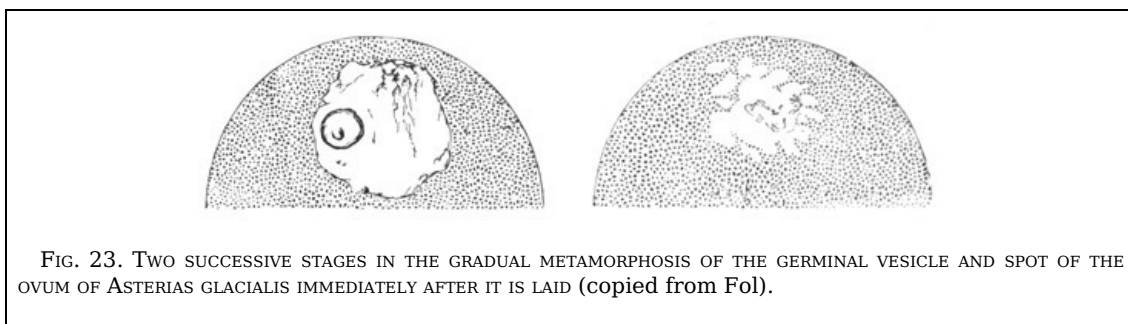 FIG. 23. TWO SUCCESSIVE STAGES IN THE GRADUAL METAMORPHOSIS OF THE GERMINAL VESICLE AND SPOT OF THE
OVUM OF ASTERIAS GLACIALIS IMMEDIATELY AFTER IT IS LAID (copied from Fol).